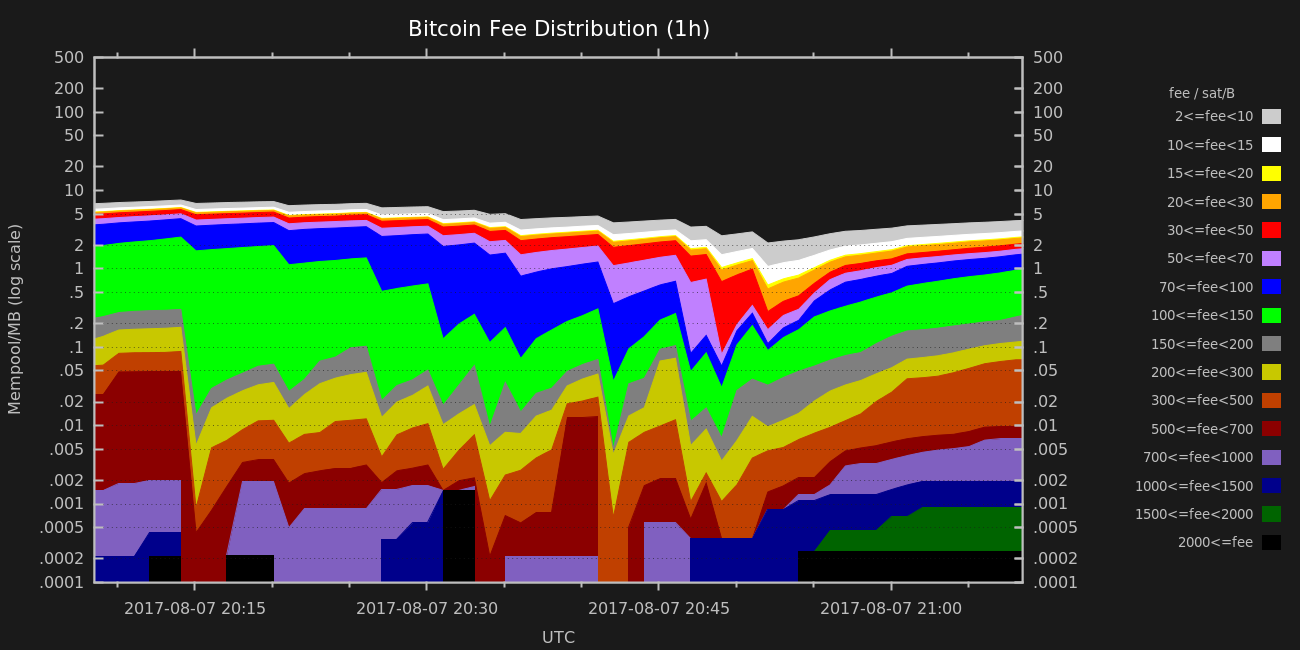 Bitcoin Fee Distribution (1h)
500 500
200 200
100 100
50 50
20 20
10 10
5 5
2 2
1 1
.5 .5
.2 .2
.1 .1
.05 .05
.02 .02
.01 .01
.005 .005
.002 .002
.001 .001
.0005 .0005
.0002 .0002
.0001 .0001
Mempool/MB (log scale)
2017-08-07 20:15 2017-08-07 20:30 2017-08-07 20:45 2017-08-07 21:00
UTC
fee / sat/B
2<=fee<10
10<=fee<15
15<=fee<20
20<=fee<30
30<=fee<50
50<=fee<70
70<=fee<100
100<=fee<150
150<=fee<200
200<=fee<300
300<=fee<500
500<=fee<700
700<=fee<1000
1000<=fee<1500
1500<=fee<2000
2000<=fee